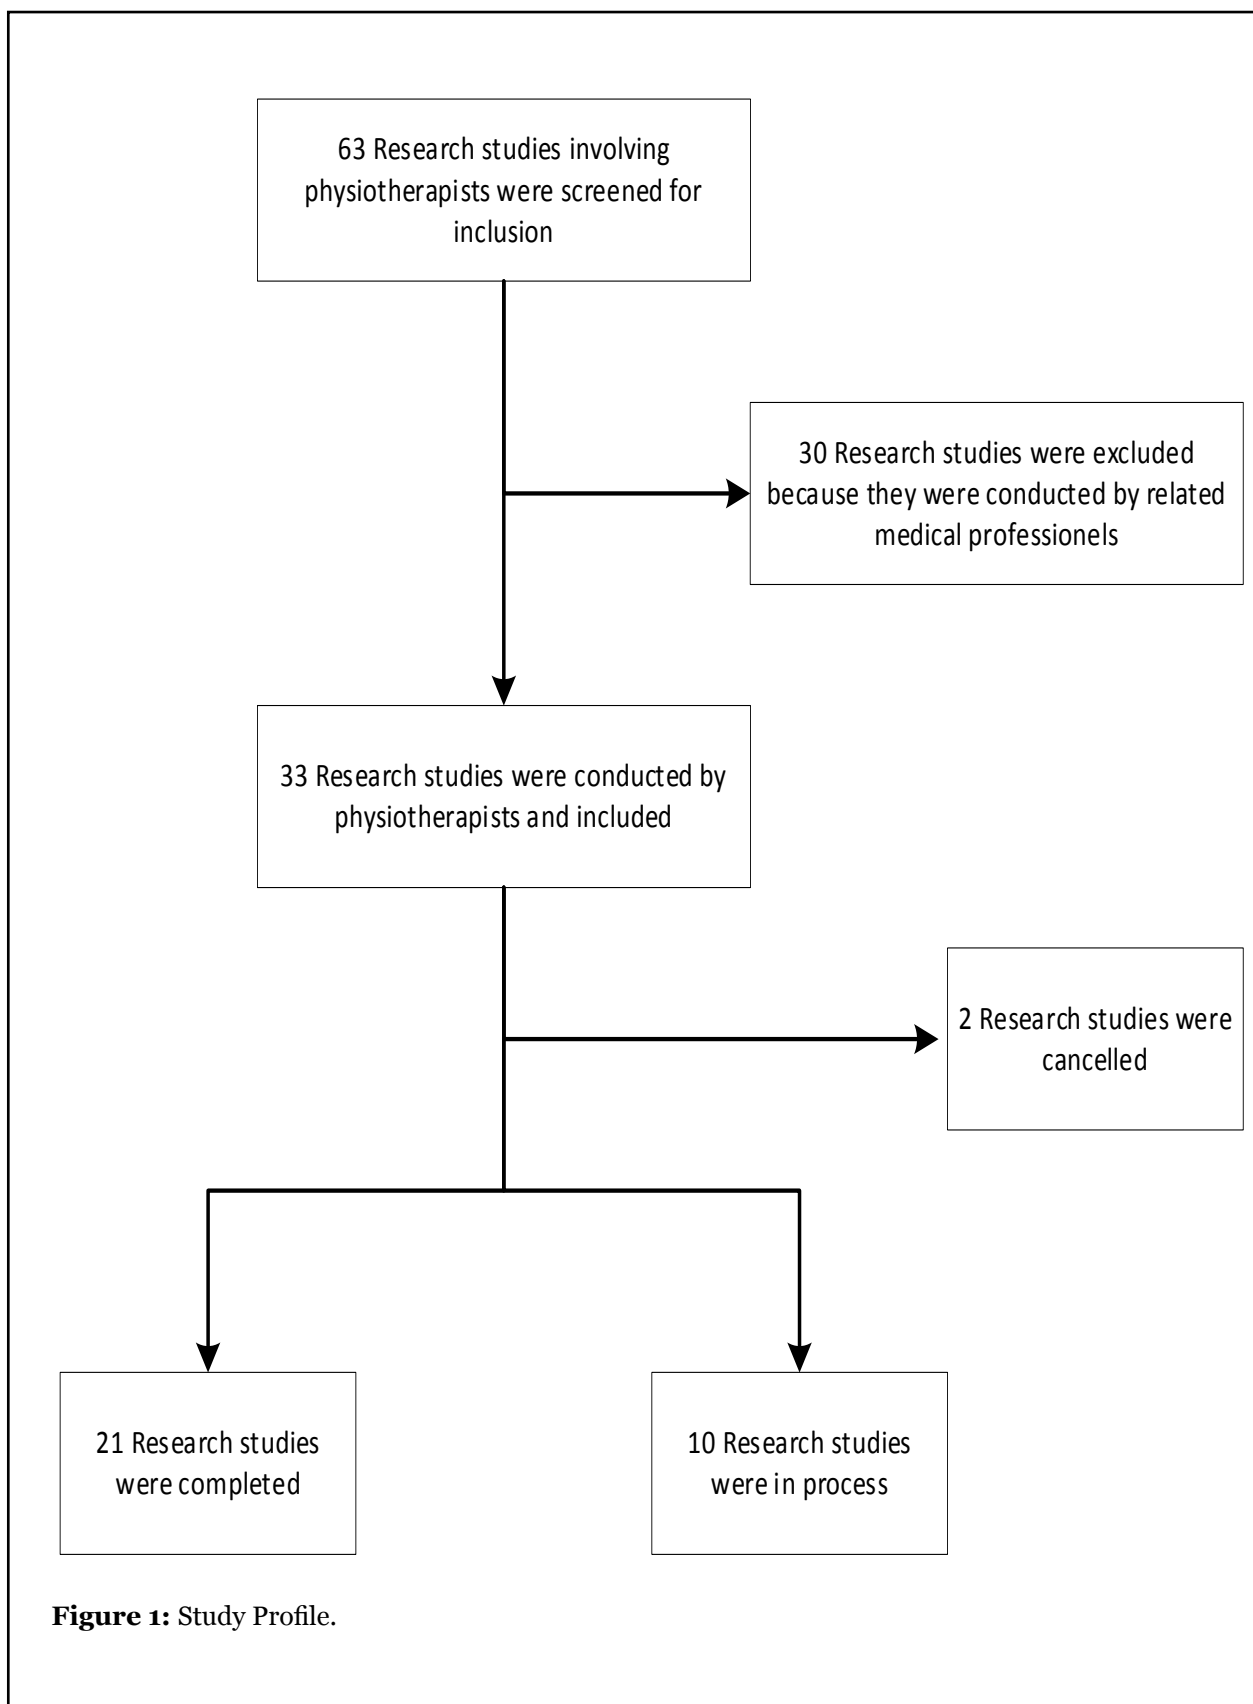 63 Research studies involving
physiotherapists were screened for
inclusion
30 Research studies were excluded
because they were conducted by related
medical professionels
33 Research studies were conducted by
physiotherapists and included
2 Research studies were
cancelled
21 Research studies
were completed
10 Research studies
were in process
Figure 1: Study Profile.